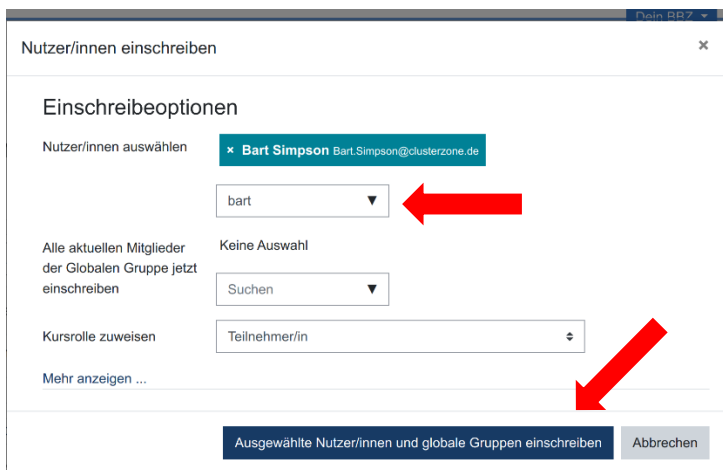 Dein BBZ
Nutzer/innen einschreiben
×
Einschreibeoptionen
Nutzer/innen auswählen
× Bart Simpson Bart.Simpson@clusterzone.de
bart ▼
Alle aktuellen Mitglieder
der Globalen Gruppe jetzt
einschreiben
Keine Auswahl
Suchen ▼
Kursrolle zuweisen
Teilnehmer/in
Mehr anzeigen ...
Ausgewählte Nutzer/innen und globale Gruppen einschreiben
Abbrechen